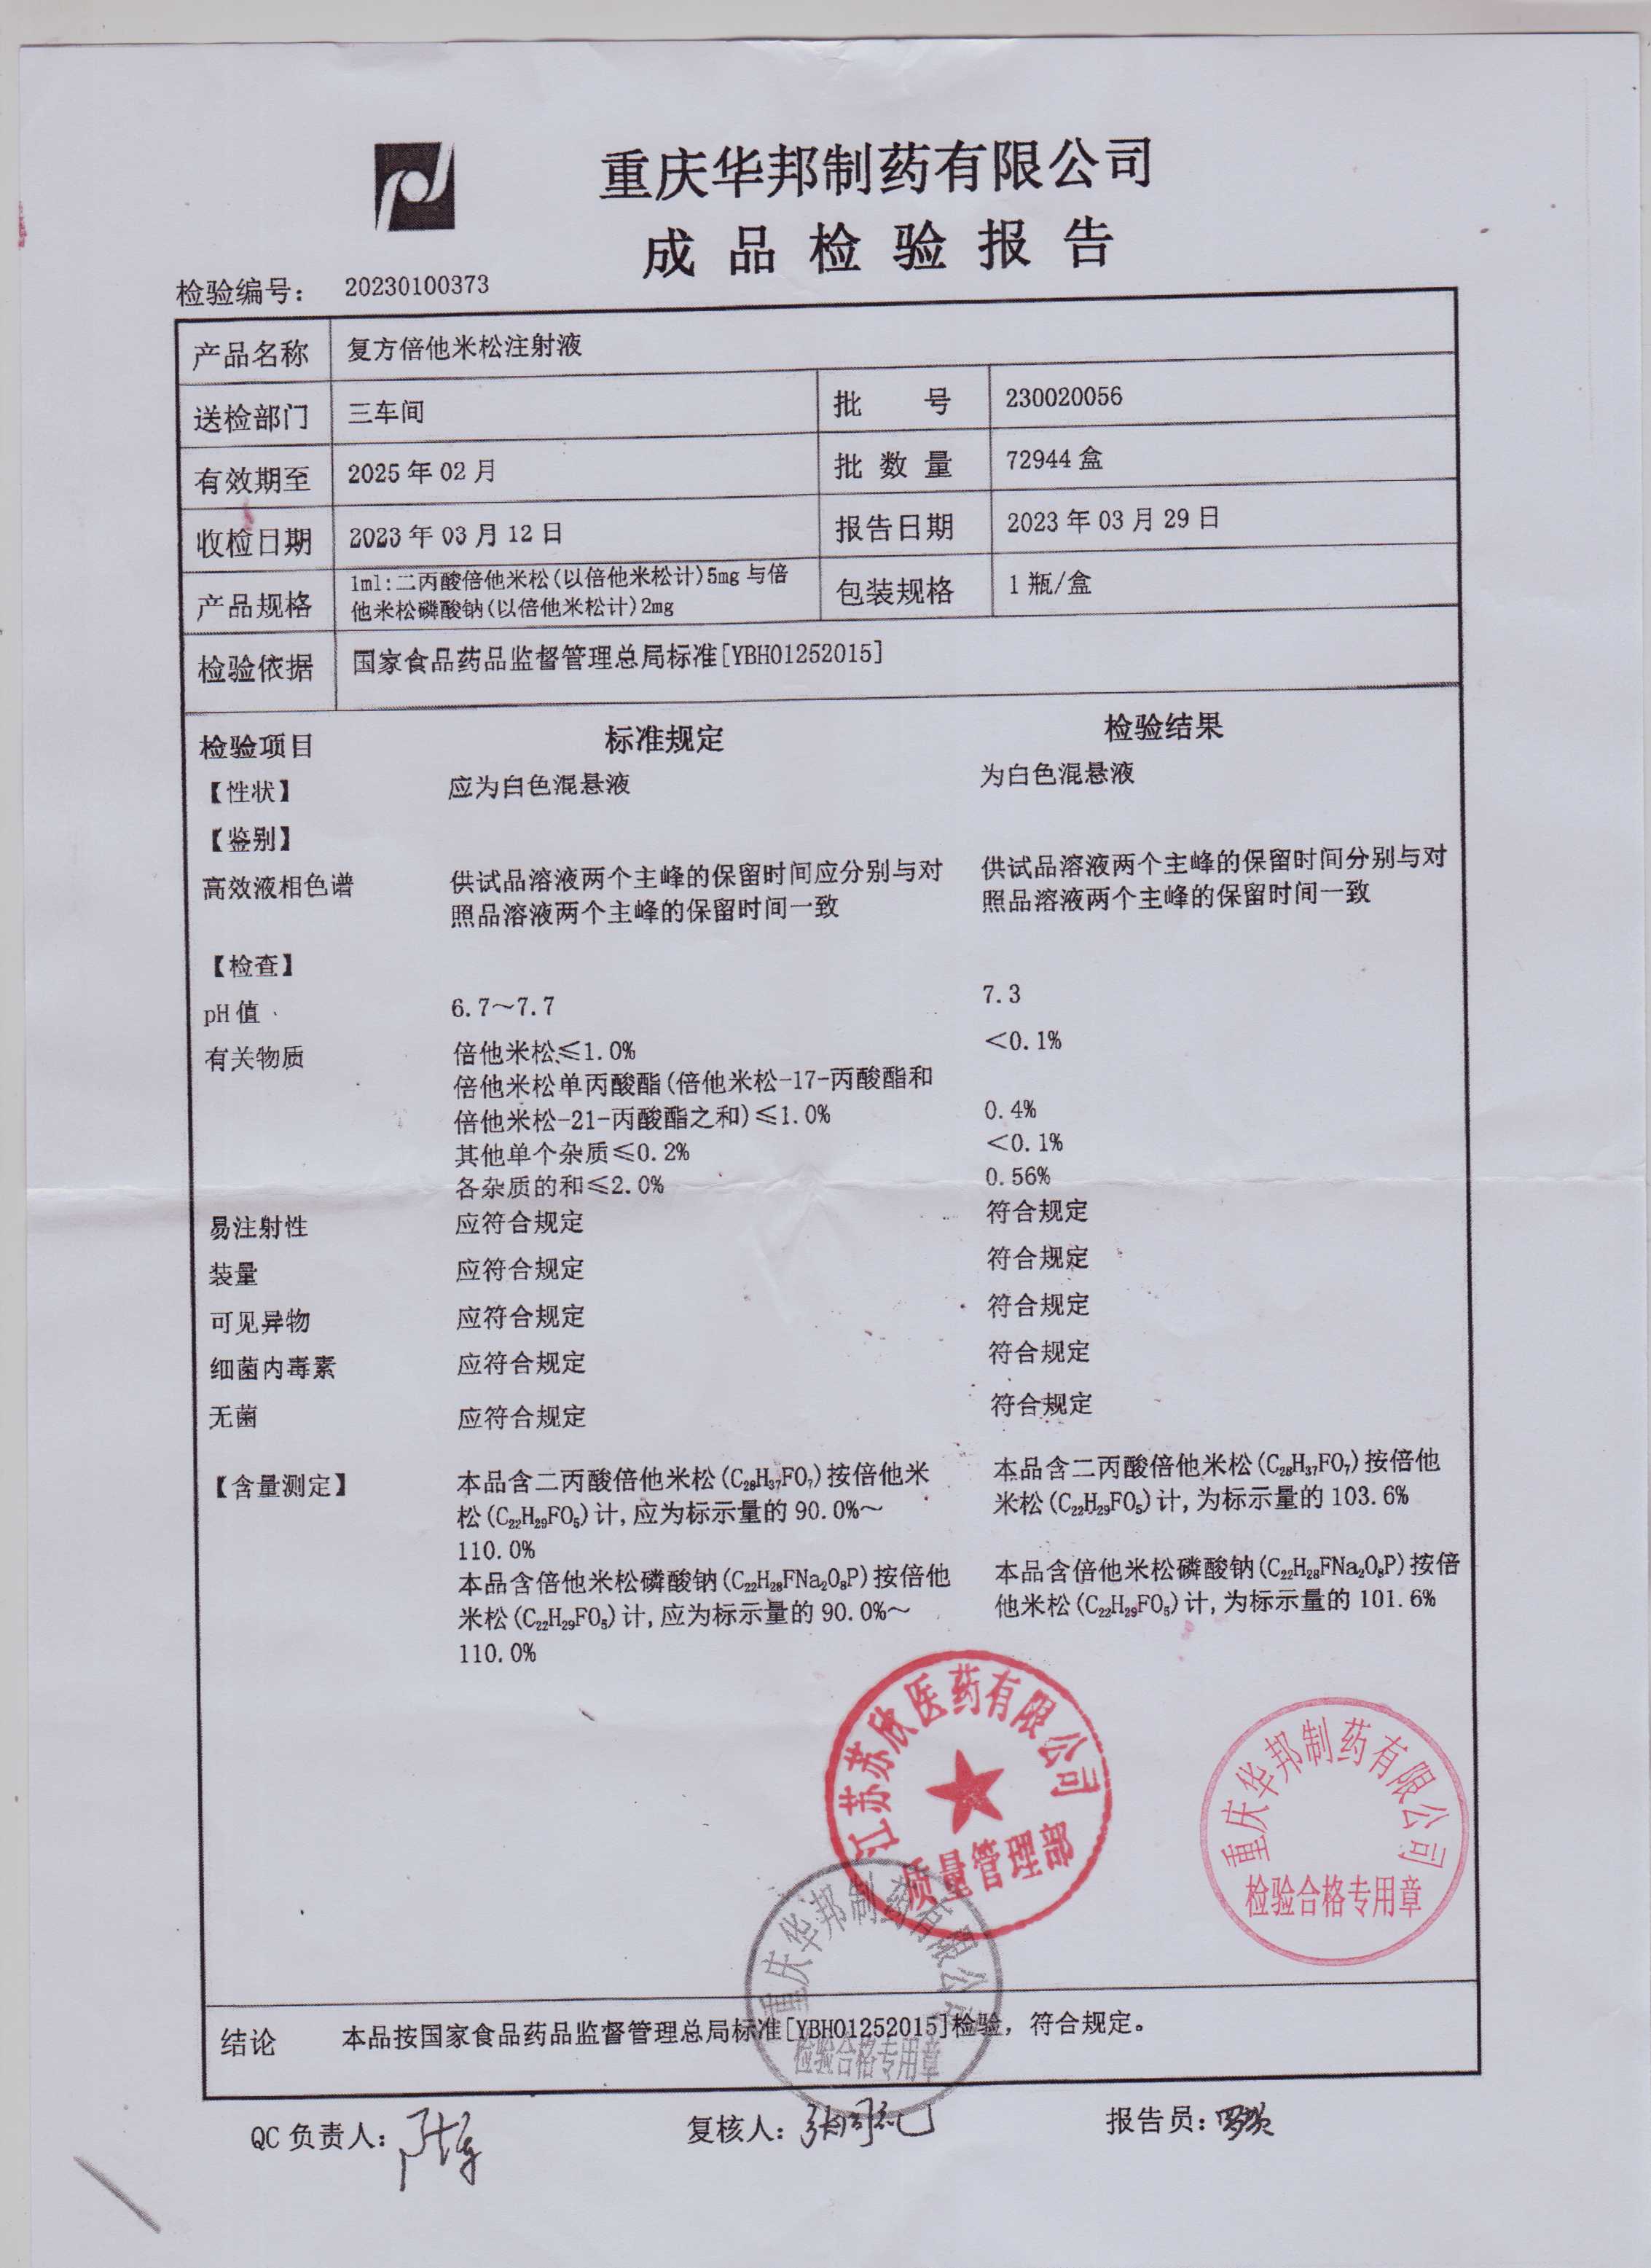 重庆华邦制药有限公司
成品检验报告
检验编号: 20230100373
产品名称 复方倍他米松注射液
送检部门 三车间 批 号 230020056
有效期至 2025年02月 批数量 72944盒
收检日期 2023年03月12日 报告日期 2023年03月29日
产品规格 1ml:二丙酸倍他米松(以倍他米松计)5mg与倍
他米松磷酸钠(以倍他米松计)2mg 包装规格 1瓶/盒
检验依据 国家食品药品监督管理总局标准[YBH01252015]
检验项目 标准规定 检验结果
【性状】 应为白色混悬液 为白色混悬液
【鉴别】
高效液相色谱 供试品溶液两个主峰的保留时间应分别与对 供试品溶液两个主峰的保留时间分别与对
照品溶液两个主峰的保留时间一致 照品溶液两个主峰的保留时间一致
【检查】
pH值 6.7～7.7 7.3
有关物质 倍他米松≤1.0% <0.1%
倍他米松单丙酸酯(倍他米松-17-丙酸酯和
倍他米松-21-丙酸酯之和)≤1.0% 0.4%
其他单个杂质≤0.2% <0.1%
各杂质的和≤2.0% 0.56%
易注射性 应符合规定 符合规定
装量 应符合规定 符合规定
可见异物 应符合规定 符合规定
细菌内毒素 应符合规定 符合规定
无菌 应符合规定 符合规定
【含量测定】 本品含二丙酸倍他米松(C₂₈H₃₇FO₇)按倍他米 本品含二丙酸倍他米松(C₂₈H₃₇FO₇)按倍他
松(C₂₂H₂₉FO₅)计,应为标示量的90.0%～ 米松(C₂₂H₂₉FO₅)计,为标示量的103.6%
110.0%
本品含倍他米松磷酸钠(C₂₂H₂₈FNa₂O₈P)按倍他 本品含倍他米松磷酸钠(C₂₂H₂₈FNa₂O₈P)按倍
米松(C₂₂H₂₉FO₅)计,应为标示量的90.0%～ 他米松(C₂₂H₂₉FO₅)计,为标示量的101.6%
110.0%
江苏苏欣医药有限公司
质量管理部
重庆华邦制药有限公司
检验合格专用章
重庆华邦制药有限公司
检验合格专用章
结论 本品按国家食品药品监督管理总局标准[YBH01252015]检验，符合规定。
QC负责人: 复核人: 报告员: